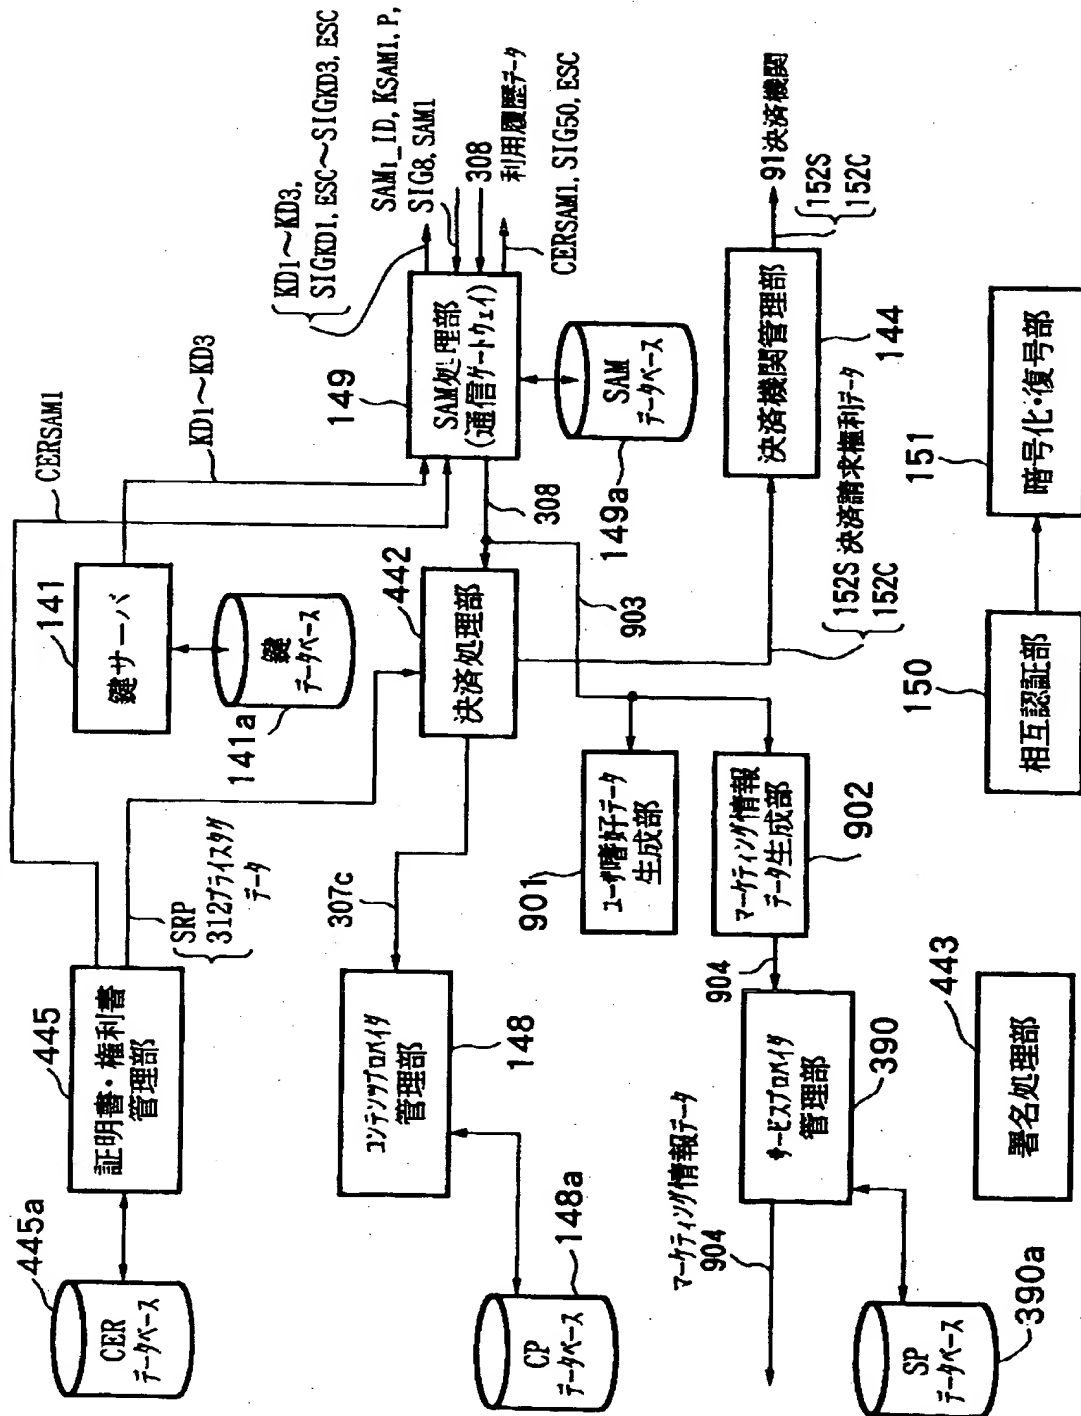 445a
CER
データベース
445
証明書・権利書
管理部
SRP
312プライスタグ
データ
CERSAM1
141
鍵サーバ
141a
鍵
データベース
KD1〜KD3
KD1〜KD3,
SIGKD1,ESC〜SIGKD3,ESC
SAM1_ID,KSAM1,P,
SIG8,SAM1
308
利用履歴データ
CERSAM1,SIG50,ESC
149
SAM処理部
(通信ゲートウェイ)
149a
SAM
データベース
308
442
決済処理部
903
307c
コンテンツプロバイダ
管理部
148
148a
CP
データベース
152S 決済請求権利データ
152C
決済機関管理部
144
91決済機関
152S
152C
901
ユーザ嗜好データ
生成部
マーケティング情報
データ生成部
902
904
サービスプロバイダ
管理部
390
マーケティング情報データ
904
SP
データベース
390a
443
署名処理部
150
相互認証部
151
暗号化・復号部